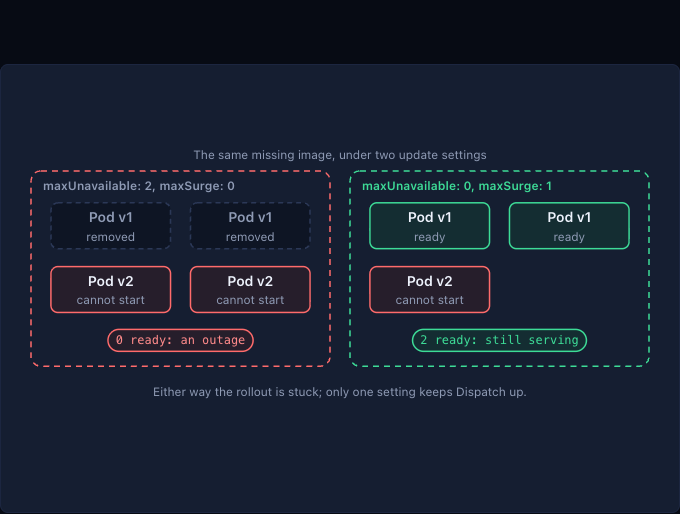 The same missing image, under two update settings
maxUnavailable: 2, maxSurge: 0
Pod v1
removed
Pod v1
removed
Pod v2
cannot start
Pod v2
cannot start
0 ready: an outage
maxUnavailable: 0, maxSurge: 1
Pod v1
ready
Pod v1
ready
Pod v2
cannot start
2 ready: still serving
Either way the rollout is stuck; only one setting keeps Dispatch up.